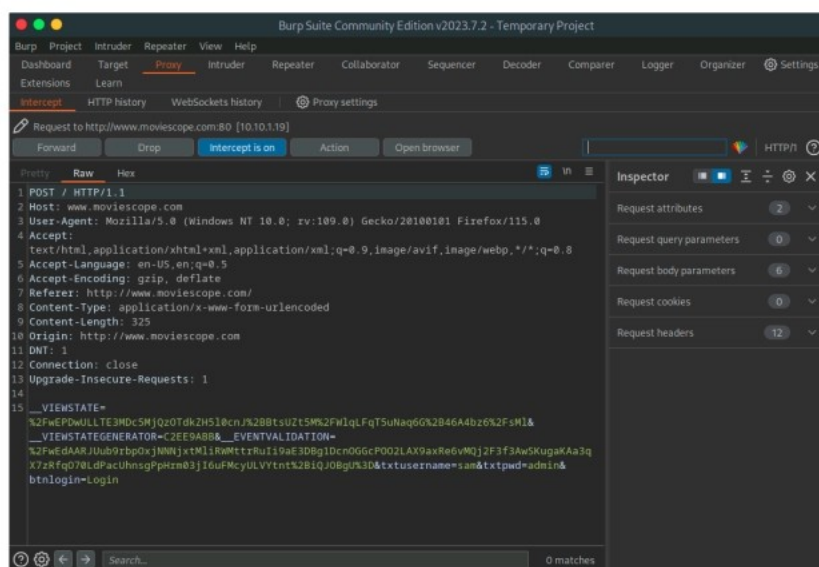 Burp Suite Community Edition v2023.7.2 - Temporary Project
Burp Project Intruder Repeater View Help
Dashboard Target Proxy Intruder Repeater Collaborator Sequencer Decoder Comparer Logger Organizer Settings
Extensions Learn
Intercept HTTP history WebSockets history Proxy settings
Request to http://www.moviescope.com:80 [10.10.1.19]
Forward Drop Intercept is on Action Open browser HTTP/1
Pretty Raw Hex \n
Inspector
1 POST / HTTP/1.1
2 Host: www.moviescope.com
3 User-Agent: Mozilla/5.0 (Windows NT 10.0; rv:109.0) Gecko/20100101 Firefox/115.0
4 Accept:
text/html,application/xhtml+xml,application/xml;q=0.9,image/avif,image/webp,*/*;q=0.8
5 Accept-Language: en-US,en;q=0.5
6 Accept-Encoding: gzip, deflate
7 Referer: http://www.moviescope.com/
8 Content-Type: application/x-www-form-urlencoded
9 Content-Length: 325
10 Origin: http://www.moviescope.com
11 DNT: 1
12 Connection: close
13 Upgrade-Insecure-Requests: 1
14
15 __VIEWSTATE=
&
__VIEWSTATEGENERATOR=C2EE9ABB&__EVENTVALIDATION=
&txtusername=sam&txtpwd=admin&
btnlogin=Login
Request attributes 2
Request query parameters 0
Request body parameters 6
Request cookies 0
Request headers 12
Search...
0 matches